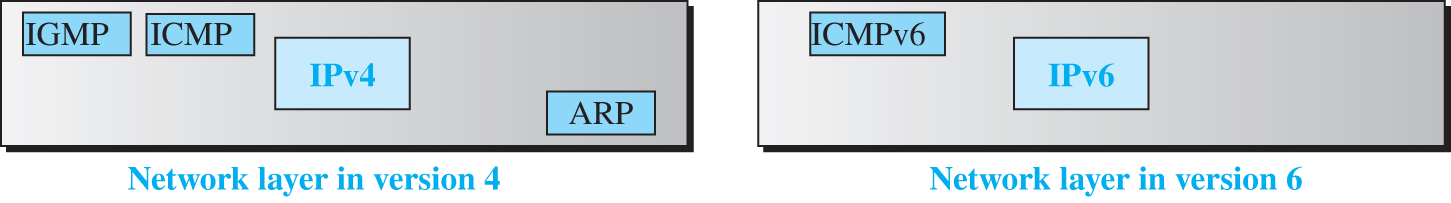 IGMP
ICMP
IPv4
ARP
Network layer in version 4
ICMPv6
IPv6
Network layer in version 6